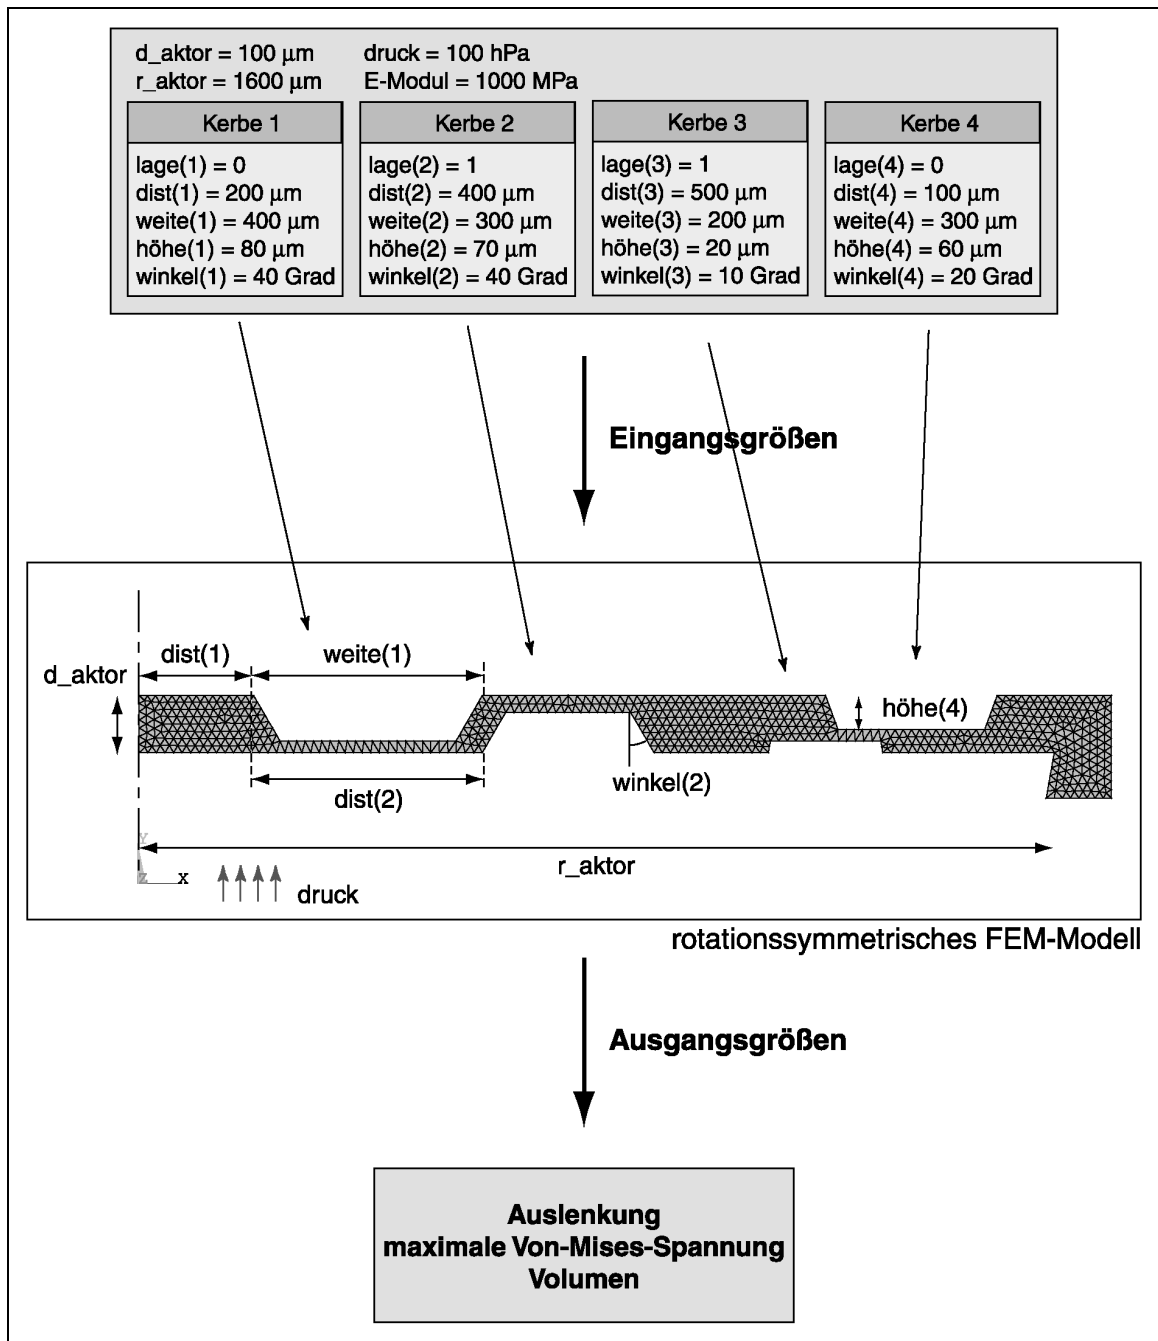 d_aktor = 100 µm druck = 100 hPa
r_aktor = 1600 µm E-Modul = 1000 MPa
Kerbe 1
lage(1) = 0
dist(1) = 200 µm
weite(1) = 400 µm
höhe(1) = 80 µm
winkel(1) = 40 Grad
Kerbe 2
lage(2) = 1
dist(2) = 400 µm
weite(2) = 300 µm
höhe(2) = 70 µm
winkel(2) = 40 Grad
Kerbe 3
lage(3) = 1
dist(3) = 500 µm
weite(3) = 200 µm
höhe(3) = 20 µm
winkel(3) = 10 Grad
Kerbe 4
lage(4) = 0
dist(4) = 100 µm
weite(4) = 300 µm
höhe(4) = 60 µm
winkel(4) = 20 Grad
Eingangsgrößen
dist(1) weite(1)
d_aktor
höhe(4)
winkel(2)
dist(2)
Y
r_aktor
Z X
druck
rotationssymmetrisches FEM-Modell
Ausgangsgrößen
Auslenkung
maximale Von-Mises-Spannung
Volumen